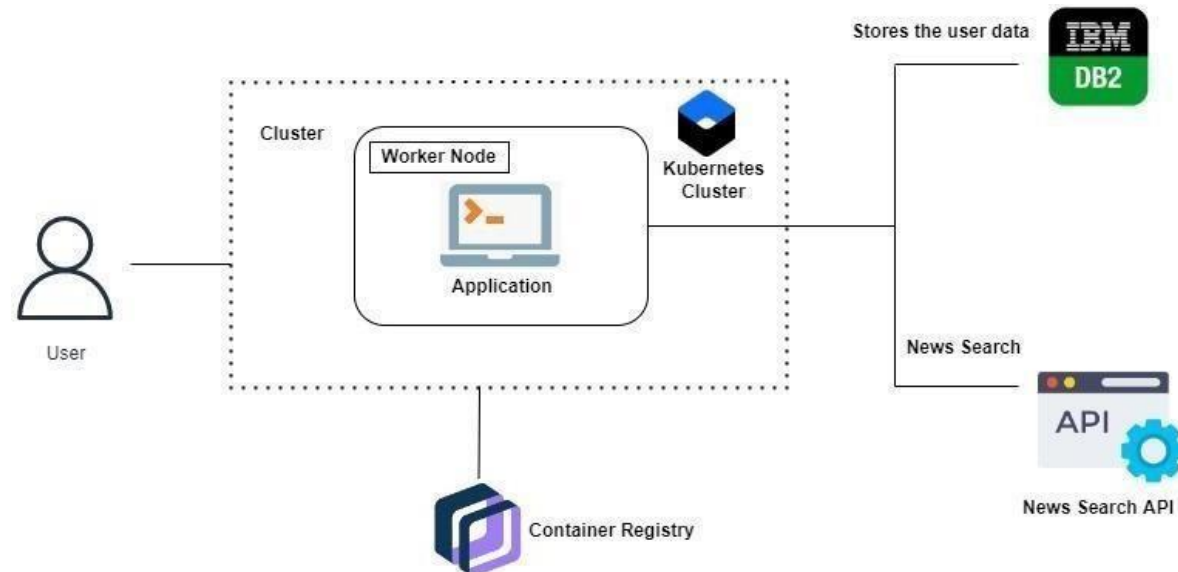 Stores the user data
IBM
DB2
Cluster
Worker Node
Kubernetes
Cluster
Application
User
News Search
API
News Search API
Container Registry